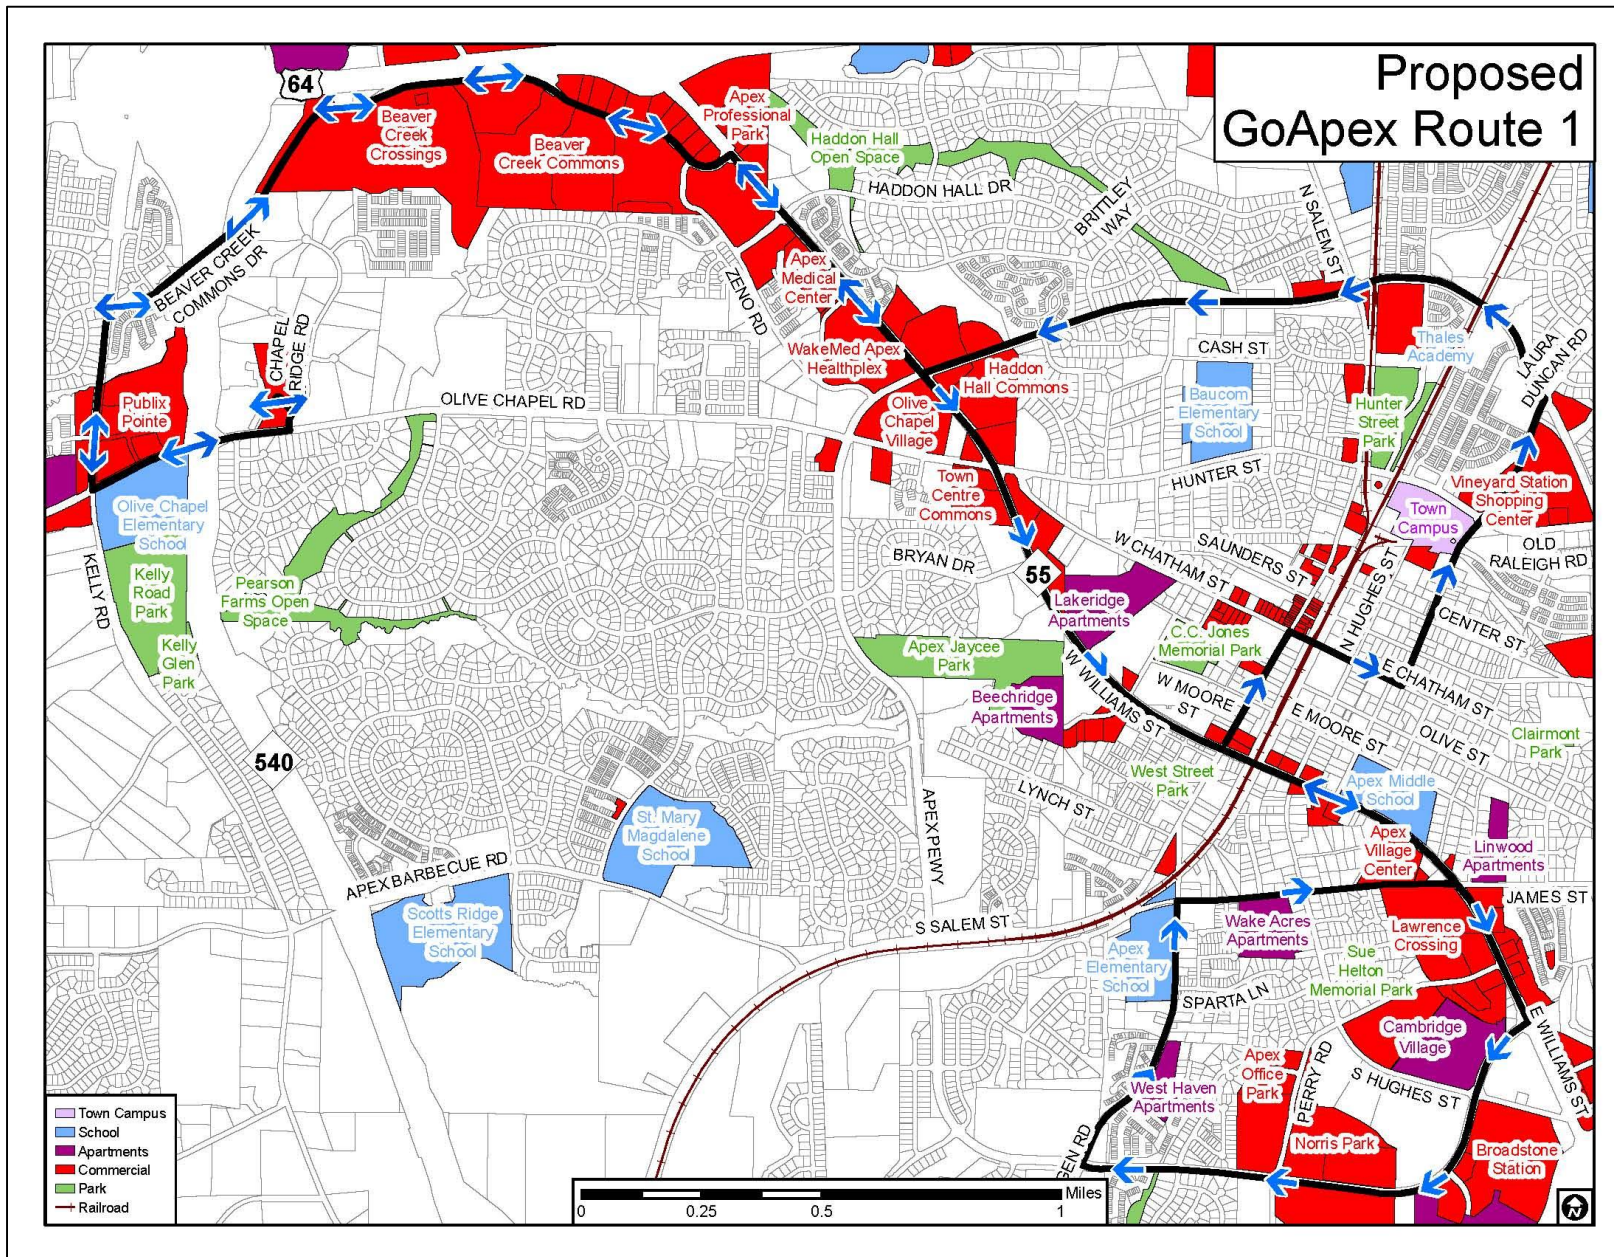 Proposed
GoApex Route 1
64
Beaver
Creek
Crossings
Beaver
Creek Commons
Apex
Professional
Park
Haddon Hall
Open Space
HADDON HALL DR
BRITTLEY
WAY
N SALEM ST
BEAVER CREEK
COMMONS DR
ZENO RD
Apex
Medical
Center
CHAPEL
RIDGE RD
WakeMed Apex
Healthplex
Haddon
Hall Commons
CASH ST
Thales
Academy
LAURA
DUNCAN RD
Publix
Pointe
OLIVE CHAPEL RD
Olive
Chapel
Village
Baucom
Elementary
School
Hunter
Street
Park
HUNTER ST
Town
Centre
Commons
Vineyard Station
Shopping
Center
Town
Campus
OLD
RALEIGH RD
Olive Chapel
Elementary
School
KELLY RD
Kelly
Road
Park
Pearson
Farms Open
Space
Kelly
Glen
Park
BRYAN DR
55
W CHATHAM ST
SAUNDERS ST
N HUGHES ST
CENTER ST
Lakeridge
Apartments
C.C. Jones
Memorial Park
E CHATHAM ST
Apex Jaycee
Park
Beechridge
Apartments
W WILLIAMS ST
W MOORE
ST
E MOORE ST
OLIVE ST
Clairmont
Park
540
West Street
Park
LYNCH ST
APEX PEWY
Apex Middle
School
Apex
Village
Center
Linwood
Apartments
St. Mary
Magdalene
School
APEX BARBECUE RD
JAMES ST
Scotts Ridge
Elementary
School
S SALEM ST
Apex
Elementary
School
Wake Acres
Apartments
Lawrence
Crossing
Sue
Helton
Memorial Park
SPARTA LN
Cambridge
Village
E WILLIAMS ST
Apex
Office
Park
PERRY RD
S HUGHES ST
West Haven
Apartments
GEN RD
Norris Park
Broadstone
Station
Town Campus
School
Apartments
Commercial
Park
Railroad
Miles
0 0.25 0.5 1
N